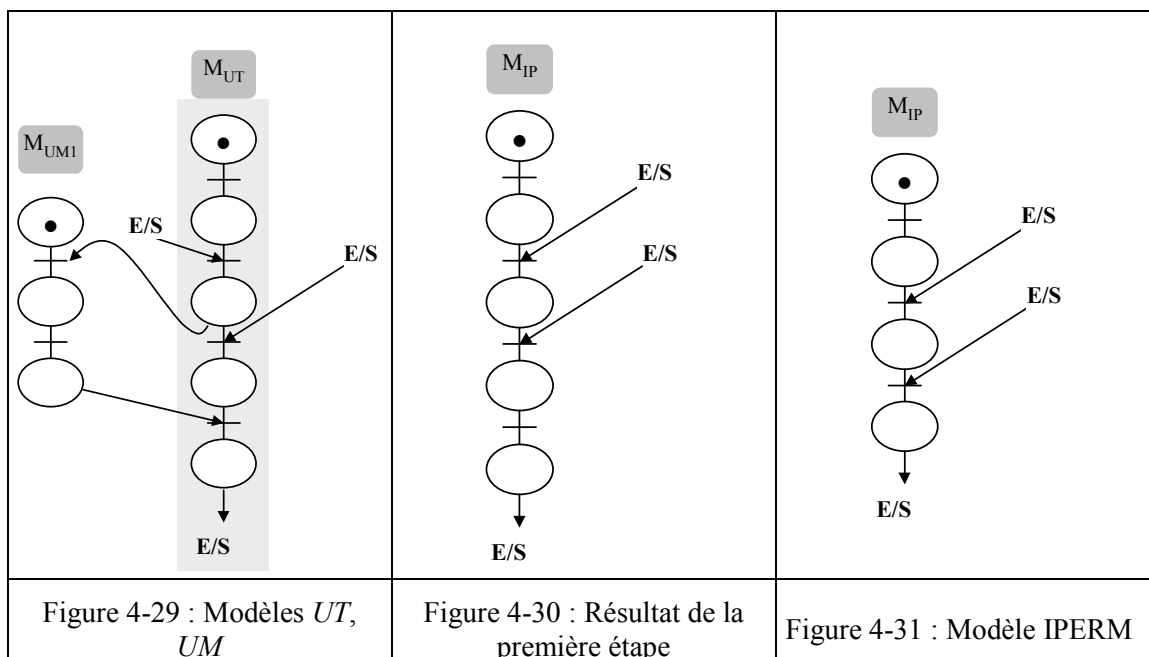 M_UT
M_UM1
E/S
E/S
E/S
Figure 4-29 : Modèles UT,
UM
M_IP
E/S
E/S
E/S
Figure 4-30 : Résultat de la
première étape
M_IP
E/S
E/S
E/S
Figure 4-31 : Modèle IPERM